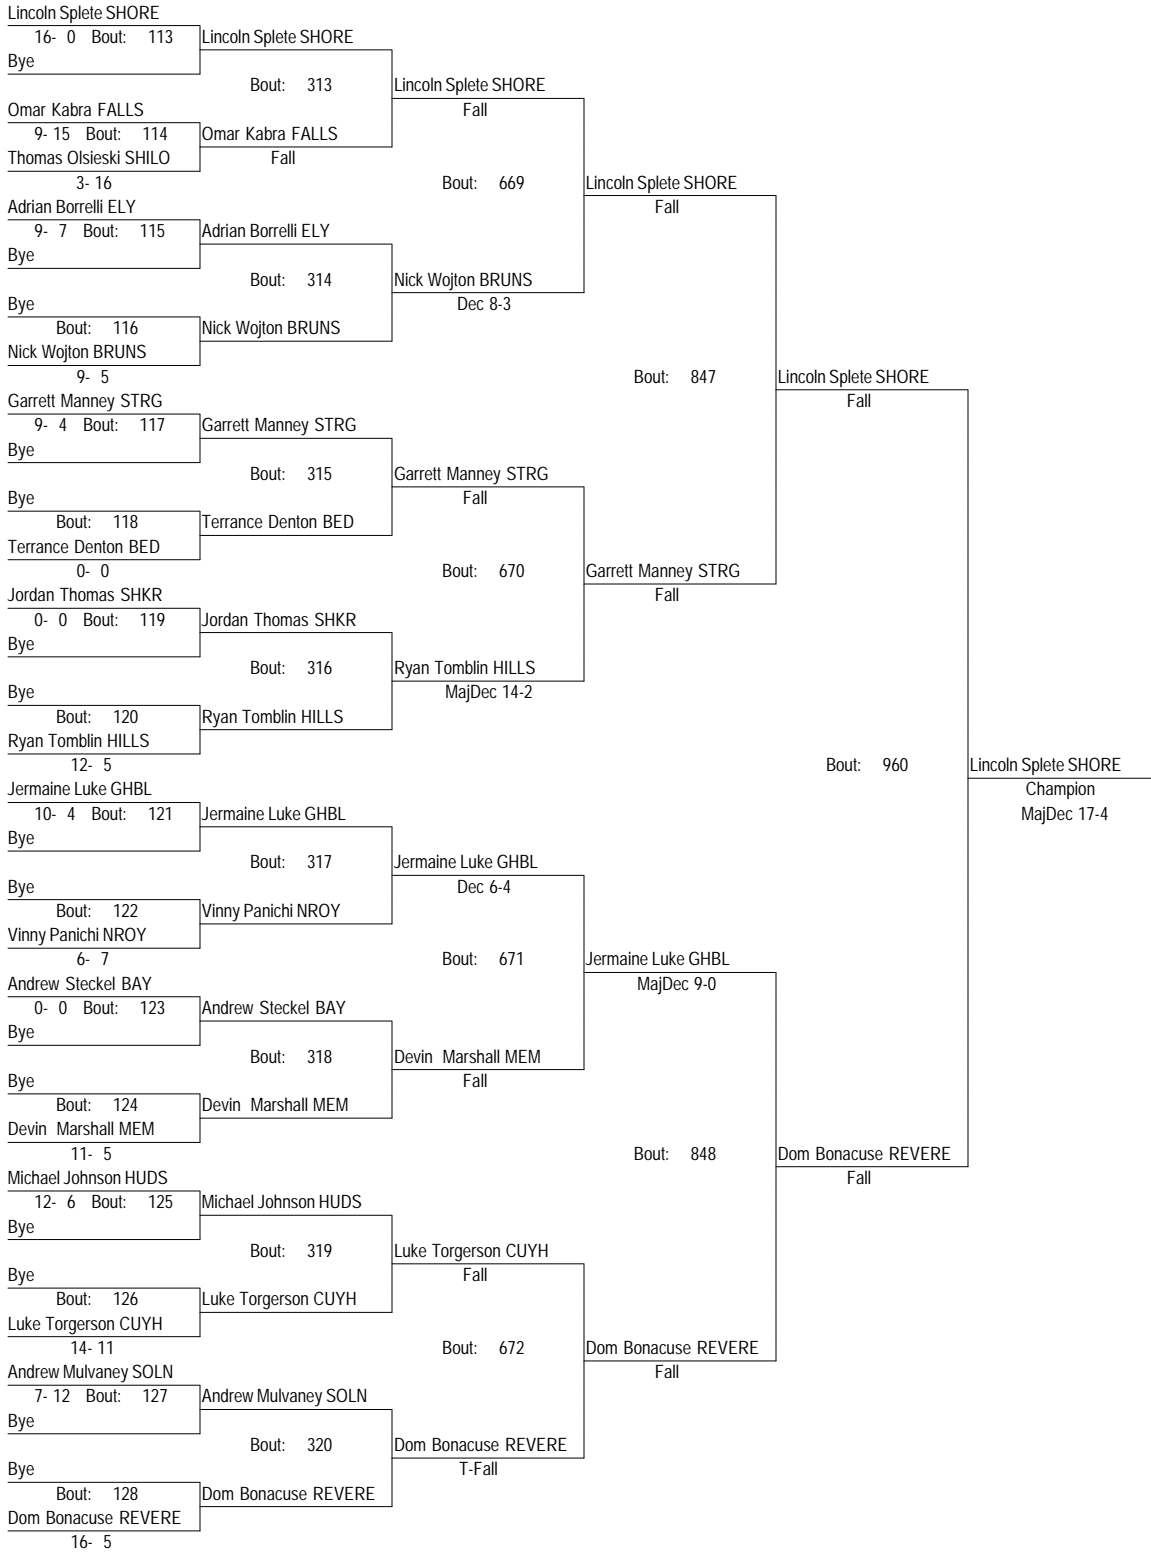 Lincoln Splete SHORE
16- 0 Bout: 113
Lincoln Splete SHORE
Bye
Bout: 313
Lincoln Splete SHORE
Fall
Omar Kabra FALLS
9- 15 Bout: 114
Omar Kabra FALLS
Fall
Thomas Olsieski SHILO
3- 16
Bout: 669
Lincoln Splete SHORE
Fall
Adrian Borrelli ELY
9- 7 Bout: 115
Adrian Borrelli ELY
Bye
Bout: 314
Nick Wojton BRUNS
Dec 8-3
Bye
Bout: 116
Nick Wojton BRUNS
Nick Wojton BRUNS
9- 5
Bout: 847
Lincoln Splete SHORE
Fall
Garrett Manney STRG
9- 4 Bout: 117
Garrett Manney STRG
Bye
Bout: 315
Garrett Manney STRG
Fall
Bye
Bout: 118
Terrance Denton BED
Terrance Denton BED
0- 0
Bout: 670
Garrett Manney STRG
Fall
Jordan Thomas SHKR
0- 0 Bout: 119
Jordan Thomas SHKR
Bye
Bout: 316
Ryan Tomblin HILLS
MajDec 14-2
Bye
Bout: 120
Ryan Tomblin HILLS
Ryan Tomblin HILLS
12- 5
Bout: 960
Lincoln Splete SHORE
Champion
MajDec 17-4
Jermaine Luke GHBL
10- 4 Bout: 121
Jermaine Luke GHBL
Bye
Bout: 317
Jermaine Luke GHBL
Dec 6-4
Bye
Bout: 122
Vinny Panichi NROY
Vinny Panichi NROY
6- 7
Bout: 671
Jermaine Luke GHBL
MajDec 9-0
Andrew Steckel BAY
0- 0 Bout: 123
Andrew Steckel BAY
Bye
Bout: 318
Devin Marshall MEM
Fall
Bye
Bout: 124
Devin Marshall MEM
Devin Marshall MEM
11- 5
Bout: 848
Dom Bonacuse REVERE
Fall
Michael Johnson HUDS
12- 6 Bout: 125
Michael Johnson HUDS
Bye
Bout: 319
Luke Torgerson CUYH
Fall
Bye
Bout: 126
Luke Torgerson CUYH
Luke Torgerson CUYH
14- 11
Bout: 672
Dom Bonacuse REVERE
Fall
Andrew Mulvaney SOLN
7- 12 Bout: 127
Andrew Mulvaney SOLN
Bye
Bout: 320
Dom Bonacuse REVERE
T-Fall
Bye
Bout: 128
Dom Bonacuse REVERE
Dom Bonacuse REVERE
16- 5